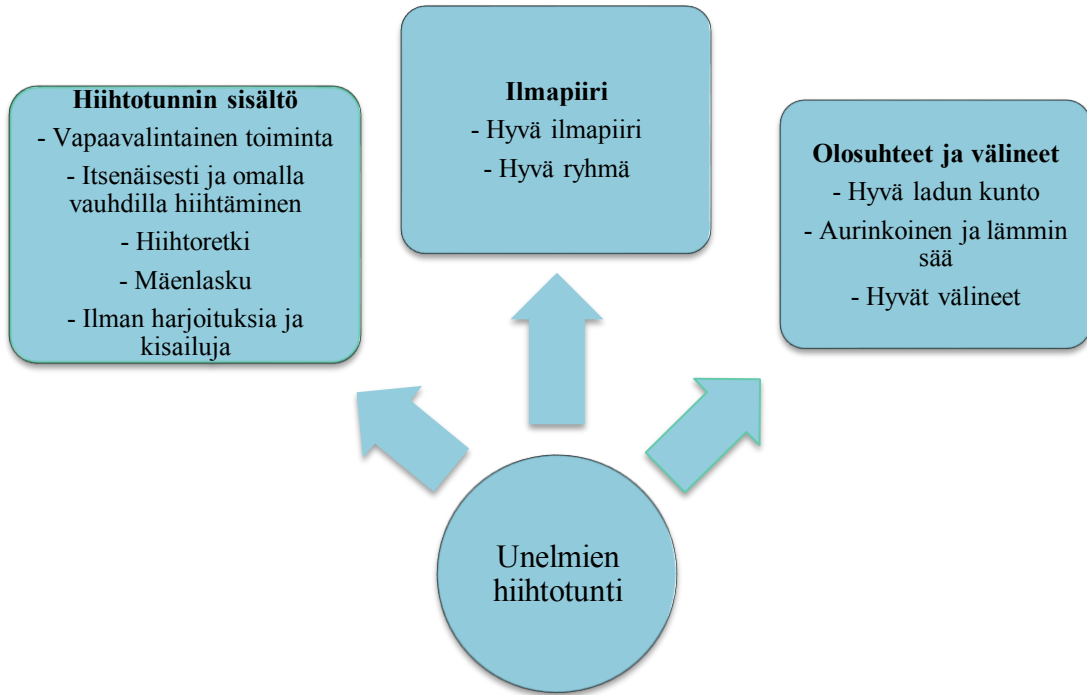 Hiihtotunnin sisältö
- Vapaavalintainen toiminta
- Itsenäisesti ja omalla
vauhdilla hiihtäminen
- Hiihtoretki
- Mäenlasku
- Ilman harjoituksia ja
kisailuja
Ilmapiiri
- Hyvä ilmapiiri
- Hyvä ryhmä
Olosuhteet ja välineet
- Hyvä ladun kunto
- Aurinkoinen ja lämmin
sää
- Hyvät välineet
Unelmien
hiihtotunti